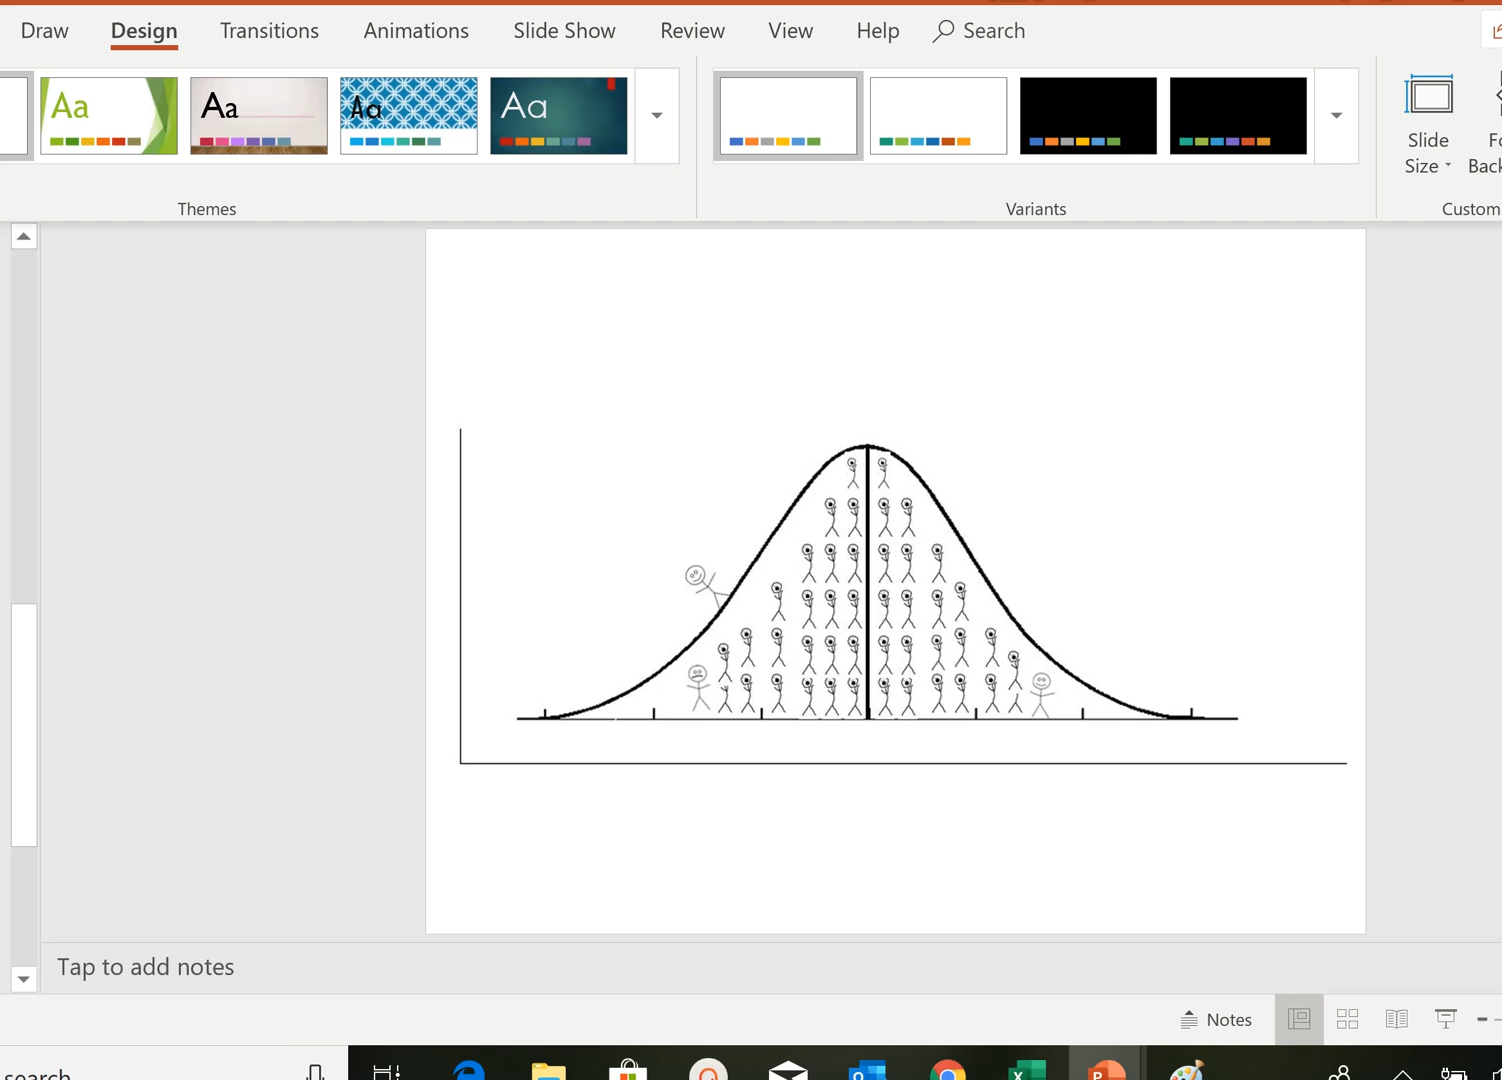 Draw Design Transitions Animations Slide Show Review View Help Search
Aa Aa Aa Aa
Slide
Size
Themes Variants
Tap to add notes
Notes
search